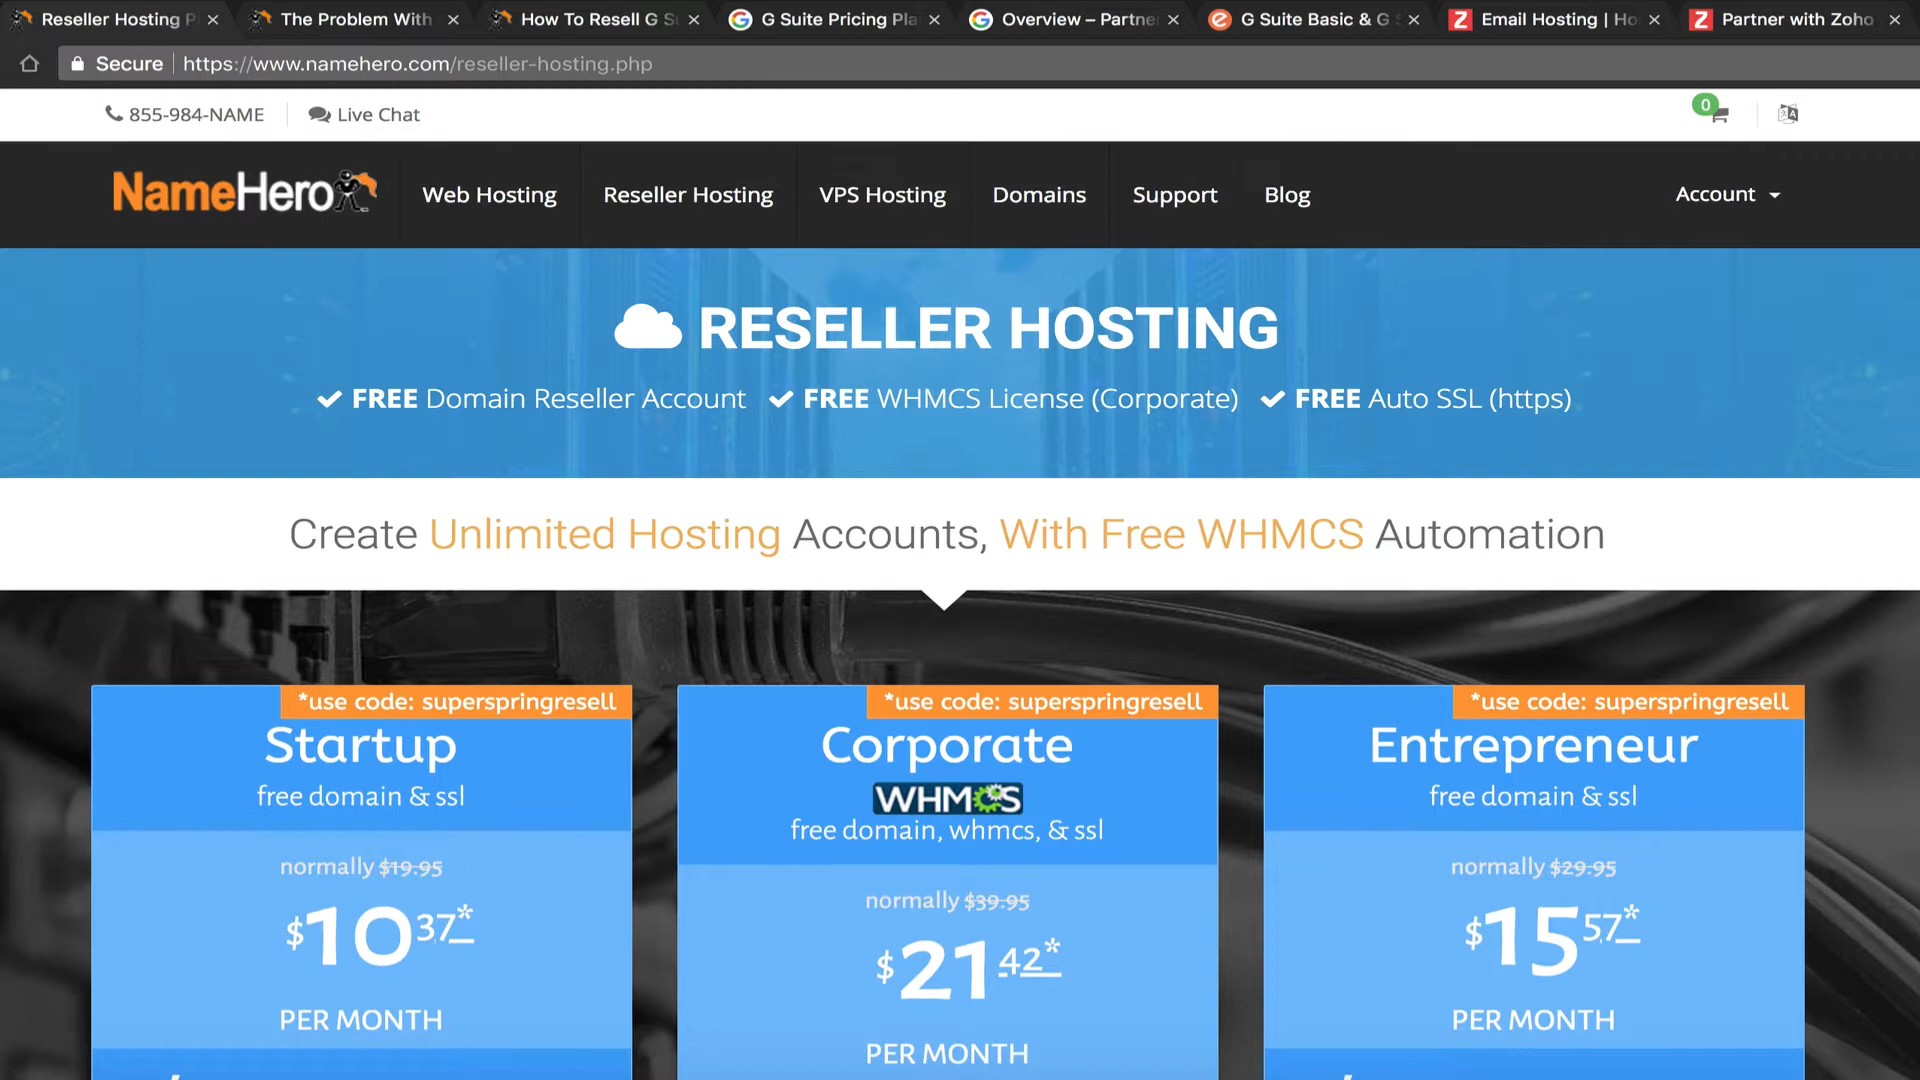 Reseller Hosting P
The Problem With
How To Resell G Su
G Suite Pricing Pla
Overview – Partne
G Suite Basic & G S
Email Hosting | Ho
Partner with Zoho
Secure
https://www.namehero.com/reseller-hosting.php
855-984-NAME
Live Chat
0
NameHero
Web Hosting
Reseller Hosting
VPS Hosting
Domains
Support
Blog
Account
RESELLER HOSTING
FREE Domain Reseller Account
FREE WHMCS License (Corporate)
FREE Auto SSL (https)
Create Unlimited Hosting Accounts, With Free WHMCS Automation
*use code: superspringresell
Startup
free domain & ssl
normally $19.95
$10.37*
PER MONTH
*use code: superspringresell
Corporate
WHMCS
free domain, whmcs, & ssl
normally $39.95
$21.42*
PER MONTH
*use code: superspringresell
Entrepreneur
free domain & ssl
normally $29.95
$15.57*
PER MONTH